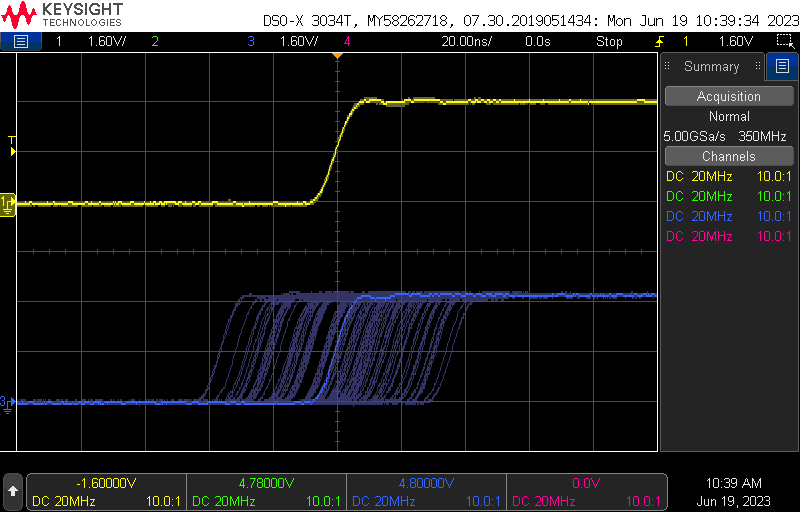 KEYSIGHT
TECHNOLOGIES
DSO-X 3034T, MY58262718, 07.30.2019051434: Mon Jun 19 10:39:34 2023
1 1.60V/ 2 3 1.60V/ 4 20.00ns/ 0.0s Stop 1 1.60V
Summary
Acquisition
Normal
5.00GSa/s 350MHz
Channels
DC 20MHz 10.0:1
DC 20MHz 10.0:1
DC 20MHz 10.0:1
DC 20MHz 10.0:1
T
1
3
-1.60000V 4.78000V 4.80000V 0.0V
DC 20MHz 10.0:1 DC 20MHz 10.0:1 DC 20MHz 10.0:1 DC 20MHz 10.0:1
10:39 AM
Jun 19, 2023